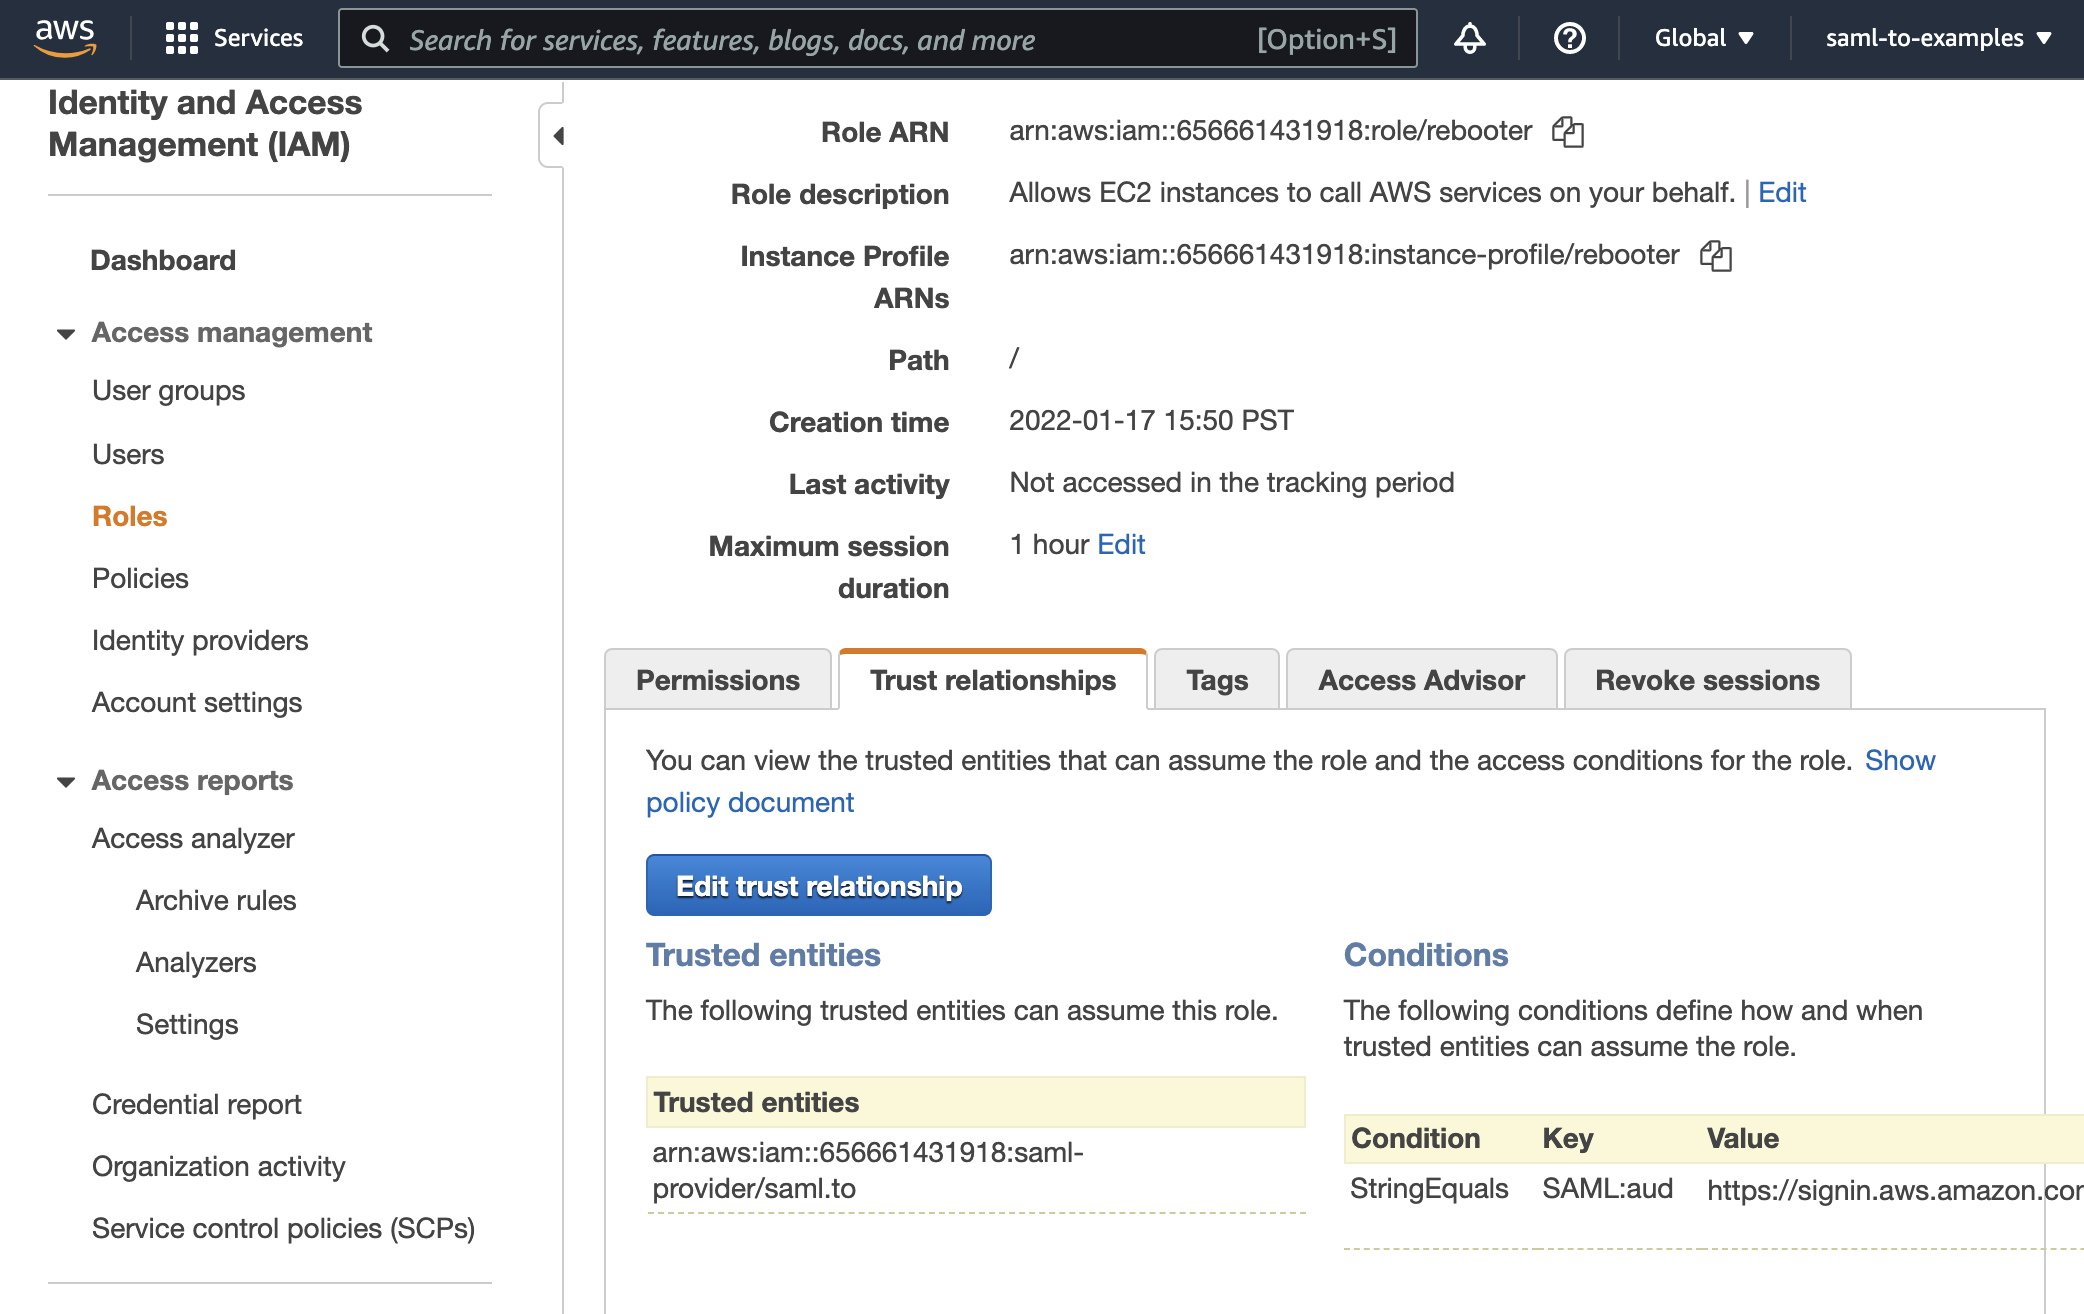 aws
Services
Search for services, features, blogs, docs, and more
[Option+S]
Global
saml-to-examples
Identity and Access
Management (IAM)
Dashboard
Access management
User groups
Users
Roles
Policies
Identity providers
Account settings
Access reports
Access analyzer
Archive rules
Analyzers
Settings
Credential report
Organization activity
Service control policies (SCPs)
Role ARN arn:aws:iam::656661431918:role/rebooter
Role description Allows EC2 instances to call AWS services on your behalf. | Edit
Instance Profile arn:aws:iam::656661431918:instance-profile/rebooter
ARNs
Path /
Creation time 2022-01-17 15:50 PST
Last activity Not accessed in the tracking period
Maximum session 1 hour Edit
duration
Permissions
Trust relationships
Tags
Access Advisor
Revoke sessions
You can view the trusted entities that can assume the role and the access conditions for the role. Show
policy document
Edit trust relationship
Trusted entities
The following trusted entities can assume this role.
Trusted entities
arn:aws:iam::656661431918:saml-
provider/saml.to
Conditions
The following conditions define how and when
trusted entities can assume the role.
Condition Key Value
StringEquals SAML:aud https://signin.aws.amazon.cor